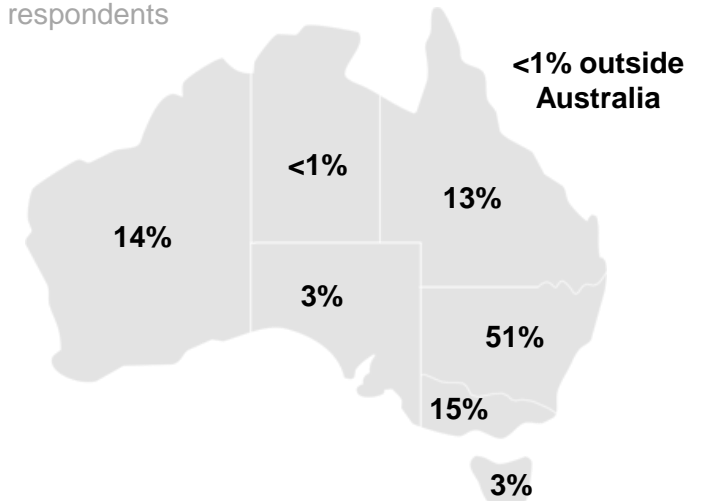 respondents
<1% outside
Australia
<1%
13%
14%
3%
51%
15%
3%